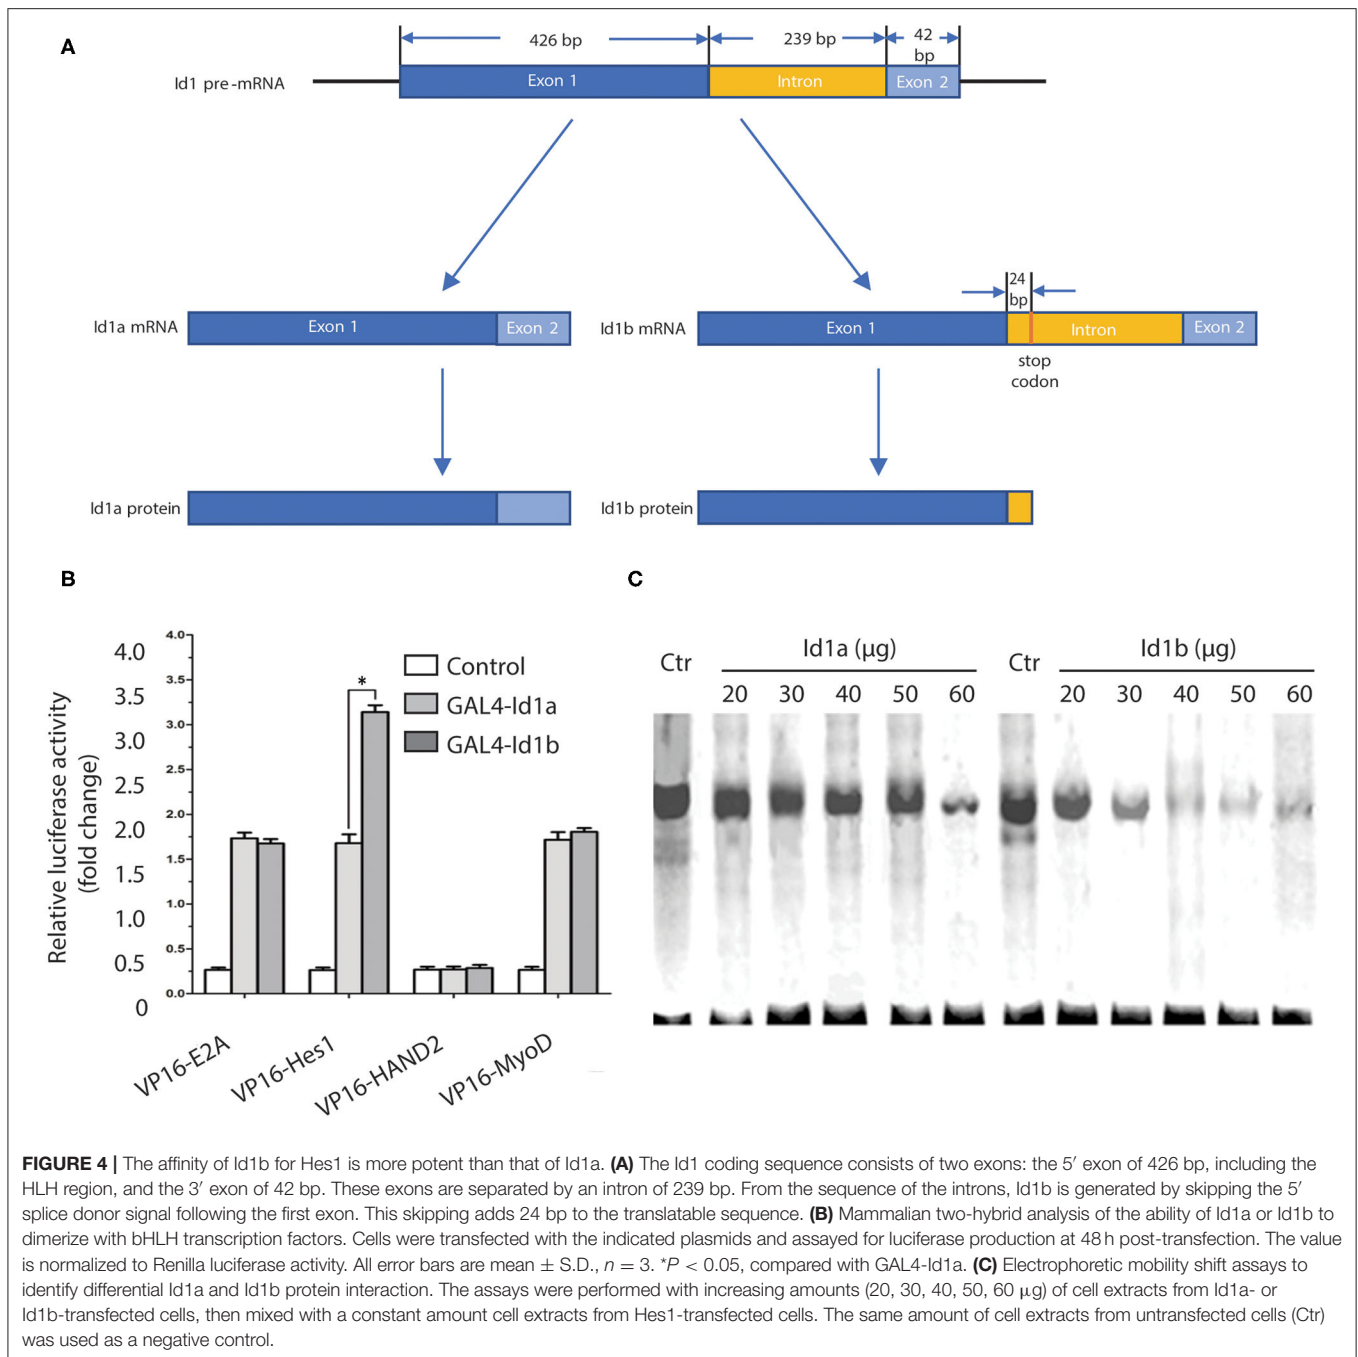 A
426 bp
239 bp
42
bp
Id1 pre-mRNA
Exon 1
Intron
Exon 2
24
bp
Id1a mRNA
Exon 1
Exon 2
Id1b mRNA
Exon 1
Intron
Exon 2
stop
codon
Id1a protein
Id1b protein
B
Relative luciferase activity
(fold change)
4.0
3.5
3.0
2.5
2.0
1.5
1.0
0.5
0
4.0
3.5
3.0
2.5
2.0
1.5
1.0
0.5
0.0
*
Control
GAL4-Id1a
GAL4-Id1b
VP16-E2A
VP16-Hes1
VP16-HAND2
VP16-MyoD
C
Ctr
Id1a (µg)
20 30 40 50 60
Ctr
Id1b (µg)
20 30 40 50 60
FIGURE 4 | The affinity of Id1b for Hes1 is more potent than that of Id1a. (A) The Id1 coding sequence consists of two exons: the 5′ exon of 426 bp, including the
HLH region, and the 3′ exon of 42 bp. These exons are separated by an intron of 239 bp. From the sequence of the introns, Id1b is generated by skipping the 5′
splice donor signal following the first exon. This skipping adds 24 bp to the translatable sequence. (B) Mammalian two-hybrid analysis of the ability of Id1a or Id1b to
dimerize with bHLH transcription factors. Cells were transfected with the indicated plasmids and assayed for luciferase production at 48 h post-transfection. The value
is normalized to Renilla luciferase activity. All error bars are mean ± S.D., n = 3. *P < 0.05, compared with GAL4-Id1a. (C) Electrophoretic mobility shift assays to
identify differential Id1a and Id1b protein interaction. The assays were performed with increasing amounts (20, 30, 40, 50, 60 µg) of cell extracts from Id1a- or
Id1b-transfected cells, then mixed with a constant amount cell extracts from Hes1-transfected cells. The same amount of cell extracts from untransfected cells (Ctr)
was used as a negative control.